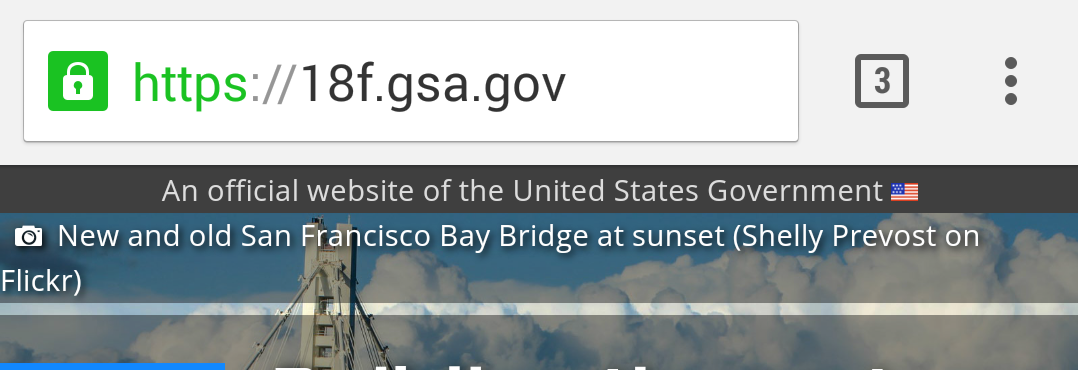 https://18f.gsa.gov
3
An official website of the United States Government
New and old San Francisco Bay Bridge at sunset (Shelly Prevost on
Flickr)